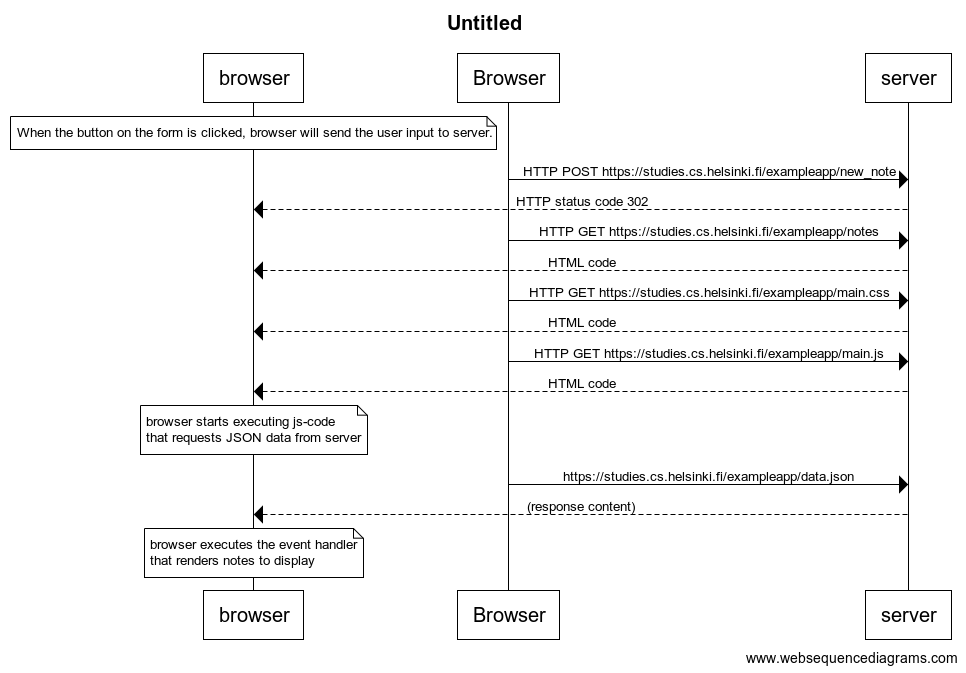 Untitled
browser
Browser
server
When the button on the form is clicked, browser will send the user input to server.
HTTP POST https://studies.cs.helsinki.fi/exampleapp/new_note
HTTP status code 302
HTTP GET https://studies.cs.helsinki.fi/exampleapp/notes
HTML code
HTTP GET https://studies.cs.helsinki.fi/exampleapp/main.css
HTML code
HTTP GET https://studies.cs.helsinki.fi/exampleapp/main.js
HTML code
browser starts executing js-code
that requests JSON data from server
https://studies.cs.helsinki.fi/exampleapp/data.json
(response content)
browser executes the event handler
that renders notes to display
browser
Browser
server
www.websequencediagrams.com